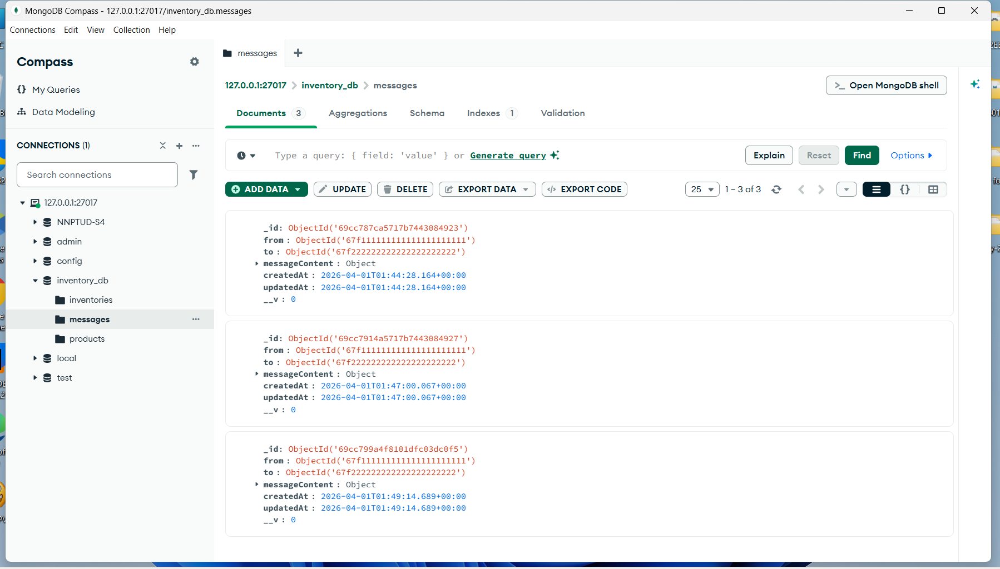 MongoDB Compass - 127.0.0.1:27017/inventory_db.messages
Connections Edit View Collection Help
Compass
{} My Queries
Data Modeling
CONNECTIONS (1)
Search connections
127.0.0.1:27017
NNPTUD-S4
admin
config
inventory_db
inventories
messages
products
local
test
messages
127.0.0.1:27017 > inventory_db > messages
>_ Open MongoDB shell
Documents 3 Aggregations Schema Indexes 1 Validation
Type a query: { field: 'value' } or Generate query
Explain Reset Find Options
ADD DATA UPDATE DELETE EXPORT DATA </> EXPORT CODE
25 1 – 3 of 3 {}
_id: ObjectId('69cc787ca5717b7443084923')
from : ObjectId('67f111111111111111111111')
to : ObjectId('67f222222222222222222222')
messageContent : Object
createdAt : 2026-04-01T01:44:28.164+00:00
updatedAt : 2026-04-01T01:44:28.164+00:00
__v : 0
_id: ObjectId('69cc7914a5717b7443084927')
from : ObjectId('67f111111111111111111111')
to : ObjectId('67f222222222222222222222')
messageContent : Object
createdAt : 2026-04-01T01:47:00.067+00:00
updatedAt : 2026-04-01T01:47:00.067+00:00
__v : 0
_id: ObjectId('69cc799a4f8101dfc03dc0f5')
from : ObjectId('67f111111111111111111111')
to : ObjectId('67f222222222222222222222')
messageContent : Object
createdAt : 2026-04-01T01:49:14.689+00:00
updatedAt : 2026-04-01T01:49:14.689+00:00
__v : 0